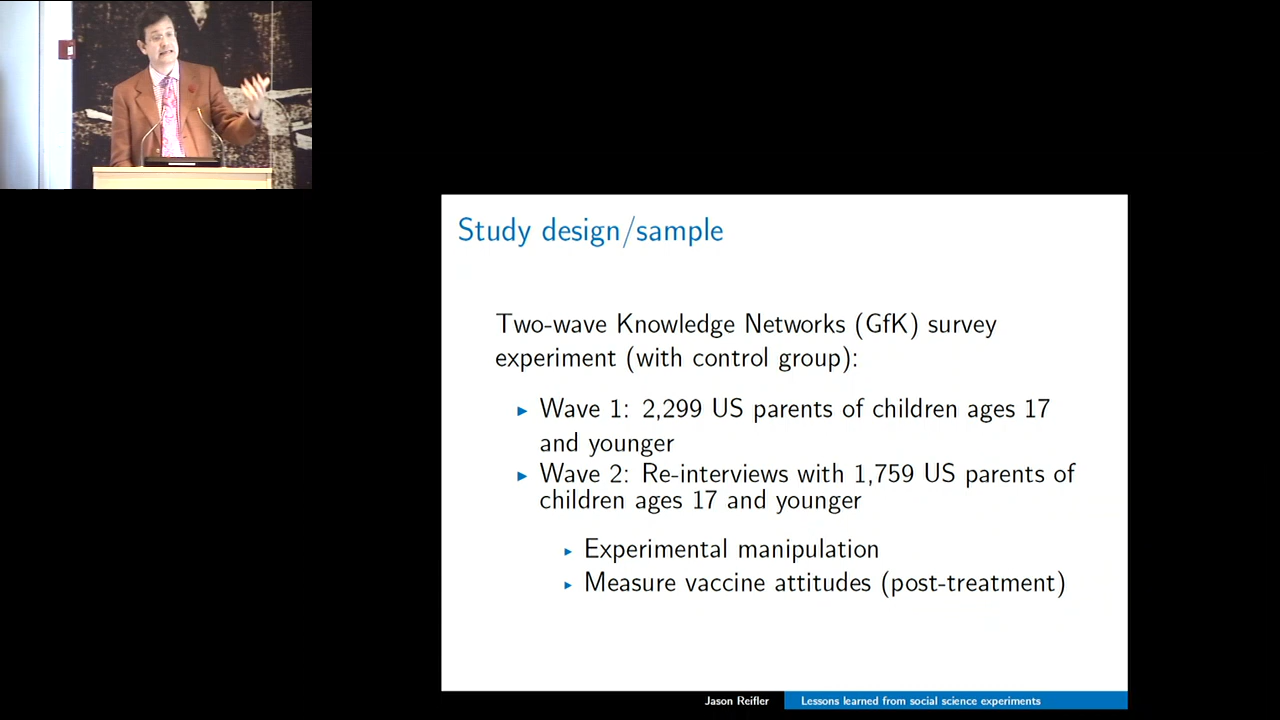 Study design/sample
Two-wave Knowledge Networks (GfK) survey
experiment (with control group):
Wave 1: 2,299 US parents of children ages 17
and younger
Wave 2: Re-interviews with 1,759 US parents of
children ages 17 and younger
Experimental manipulation
Measure vaccine attitudes (post-treatment)
Jason Reifler
Lessons learned from social science experiments